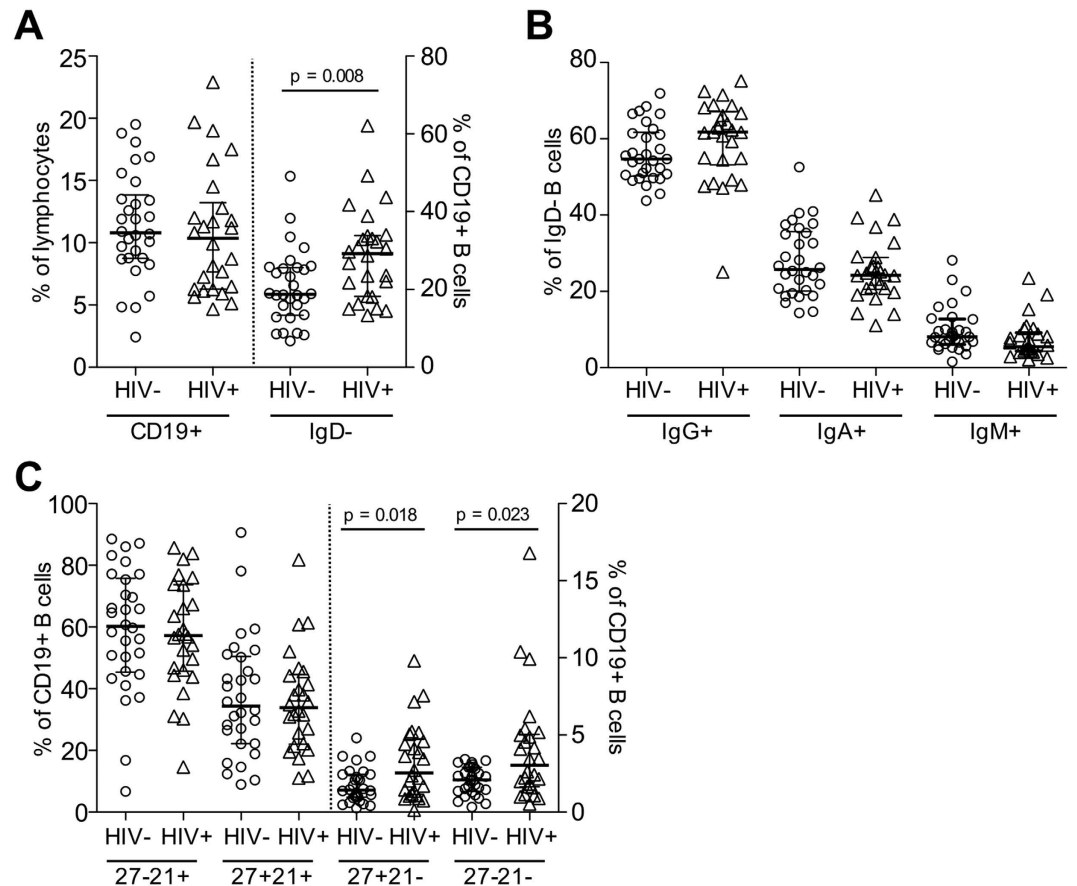 A
B
25
20
15
10
5
0
% of lymphocytes
80
60
40
20
0
% of CD19+ B cells
p = 0.008
HIV- HIV+ HIV- HIV+
CD19+ IgD-
80
60
40
20
0
% of IgD- B cells
HIV- HIV+ HIV- HIV+ HIV- HIV+
IgG+ IgA+ IgM+
C
100
80
60
40
20
0
% of CD19+ B cells
20
15
10
5
0
% of CD19+ B cells
p = 0.018 p = 0.023
HIV- HIV+ HIV- HIV+ HIV- HIV+ HIV- HIV+
27-21+ 27+21+ 27+21- 27-21-